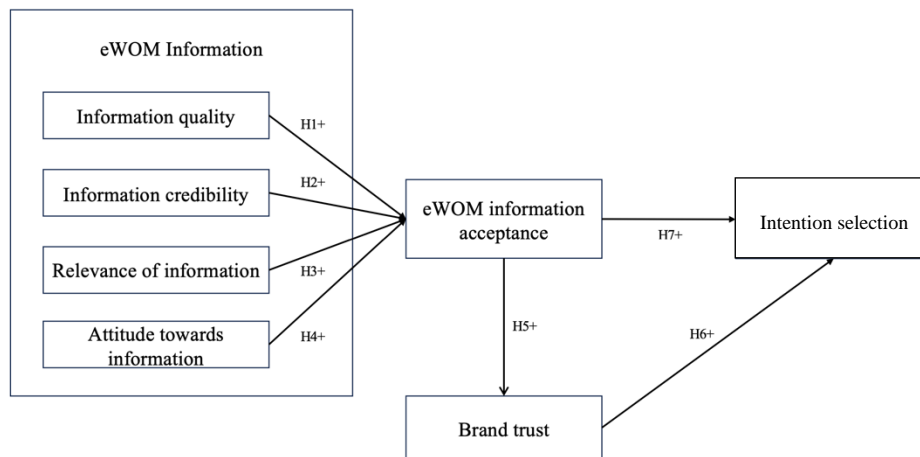 eWOM Information
Information quality
H1+
Information credibility
H2+
Relevance of information
H3+
Attitude towards
information
H4+
eWOM information
acceptance
H7+
Intention selection
H5+
H6+
Brand trust